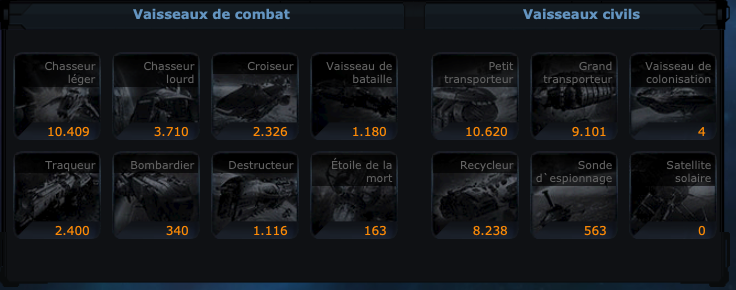 Vaisseaux de combat
Vaisseaux civils
Chasseur
léger
10.409
Chasseur
lourd
3.710
Croiseur
2.326
Vaisseau de
bataille
1.180
Petit
transporteur
10.620
Grand
transporteur
9.101
Vaisseau de
colonisation
4
Traqueur
2.400
Bombardier
340
Destructeur
1.116
Étoile de la
mort
163
Recycleur
8.238
Sonde
d`espionnage
563
Satellite
solaire
0